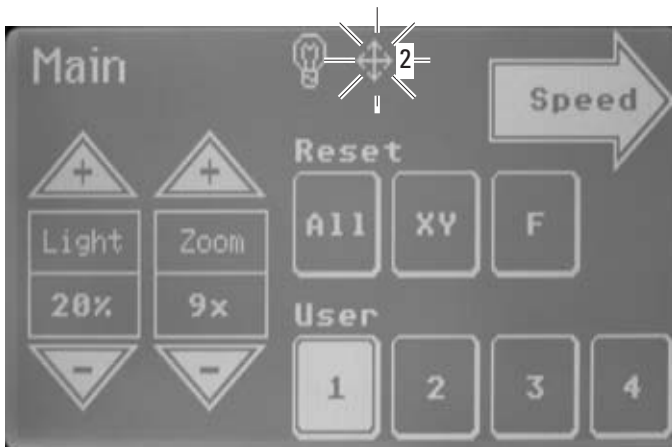 Main
2
Speed
Reset
All
XY
F
+
+
Light
Zoom
20%
9x
-
-
User
1
2
3
4